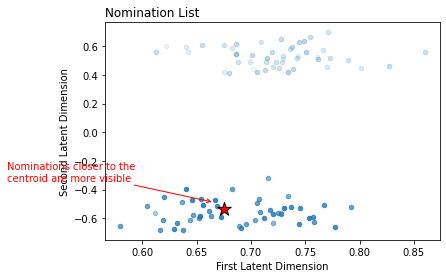 Nomination List
0.6
0.4
0.2
0.0
−0.2
−0.4
−0.6
Second Latent Dimension
Nominations closer to the
centroid are more visible
0.60
0.65
0.70
0.75
0.80
0.85
First Latent Dimension